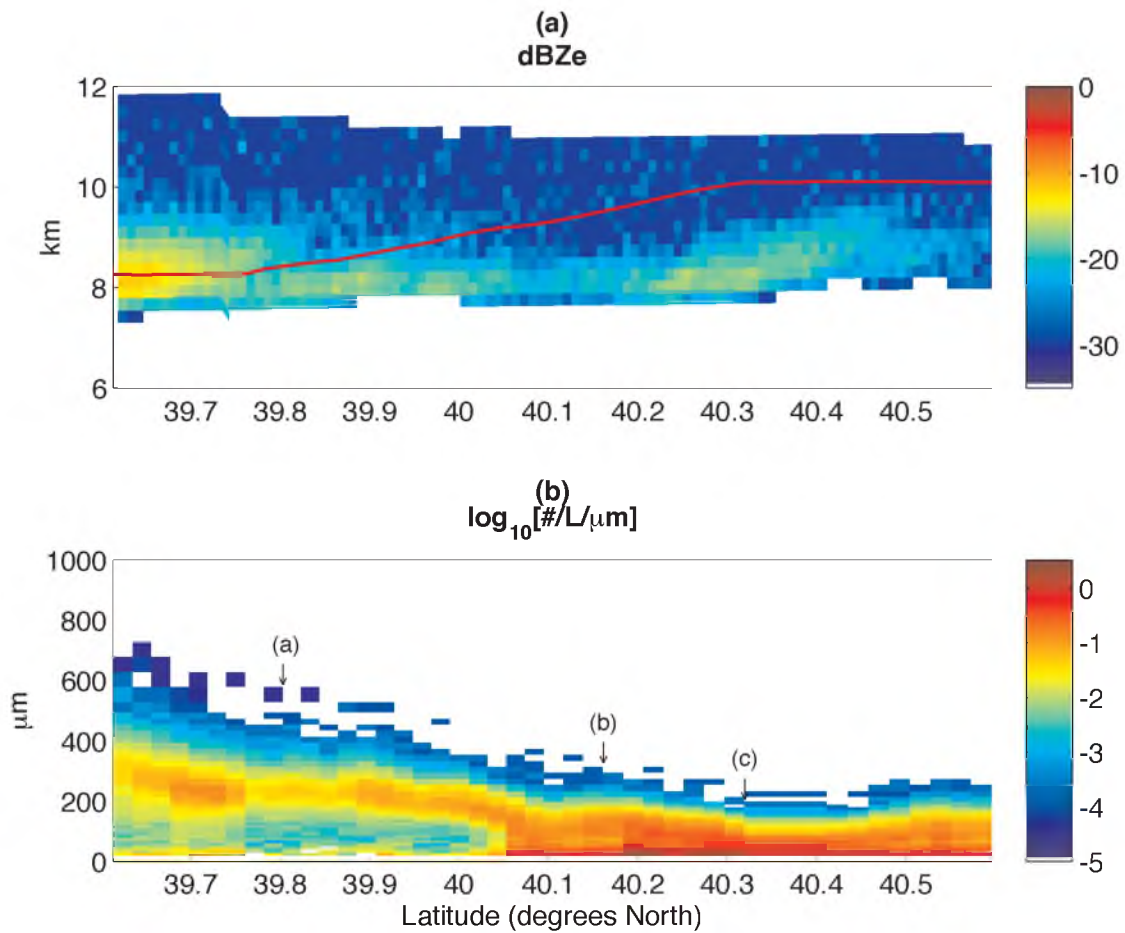 (a)
dBZe
12
10
8
6
km
39.7 39.8 39.9 40 40.1 40.2 40.3 40.4 40.5
0
-10
-20
-30
(b)
log10[#/L/μm]
1000
800
600
400
200
0
μm
(a)
(b)
(c)
39.7 39.8 39.9 40 40.1 40.2 40.3 40.4 40.5
Latitude (degrees North)
0
-1
-2
-3
-4
-5